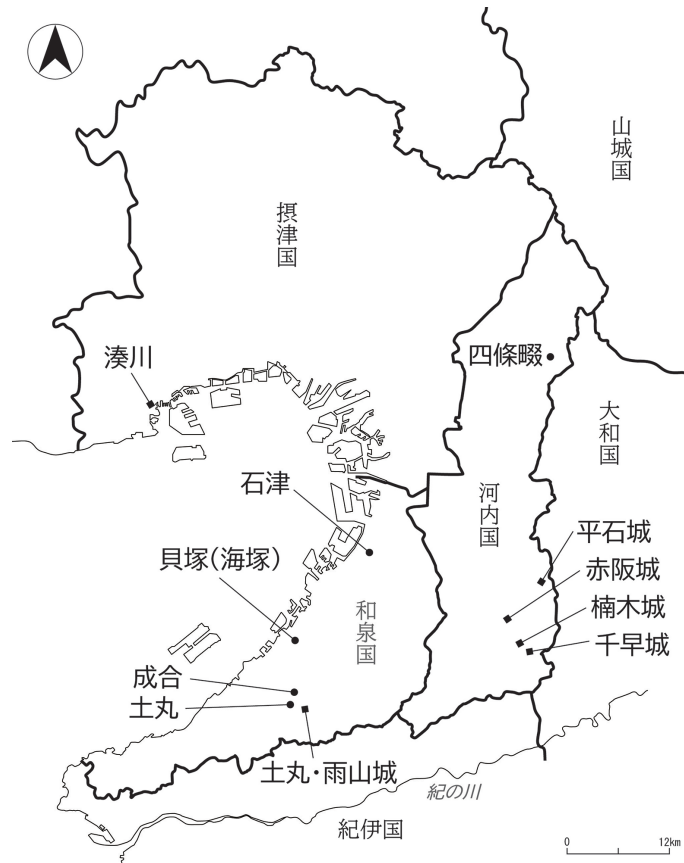 山城国
摂津国
湊川
四條畷
大和国
石津
河内国
平石城
貝塚（海塚）
赤阪城
和泉国
楠木城
千早城
成合
土丸
土丸・雨山城
紀の川
紀伊国
0 12km